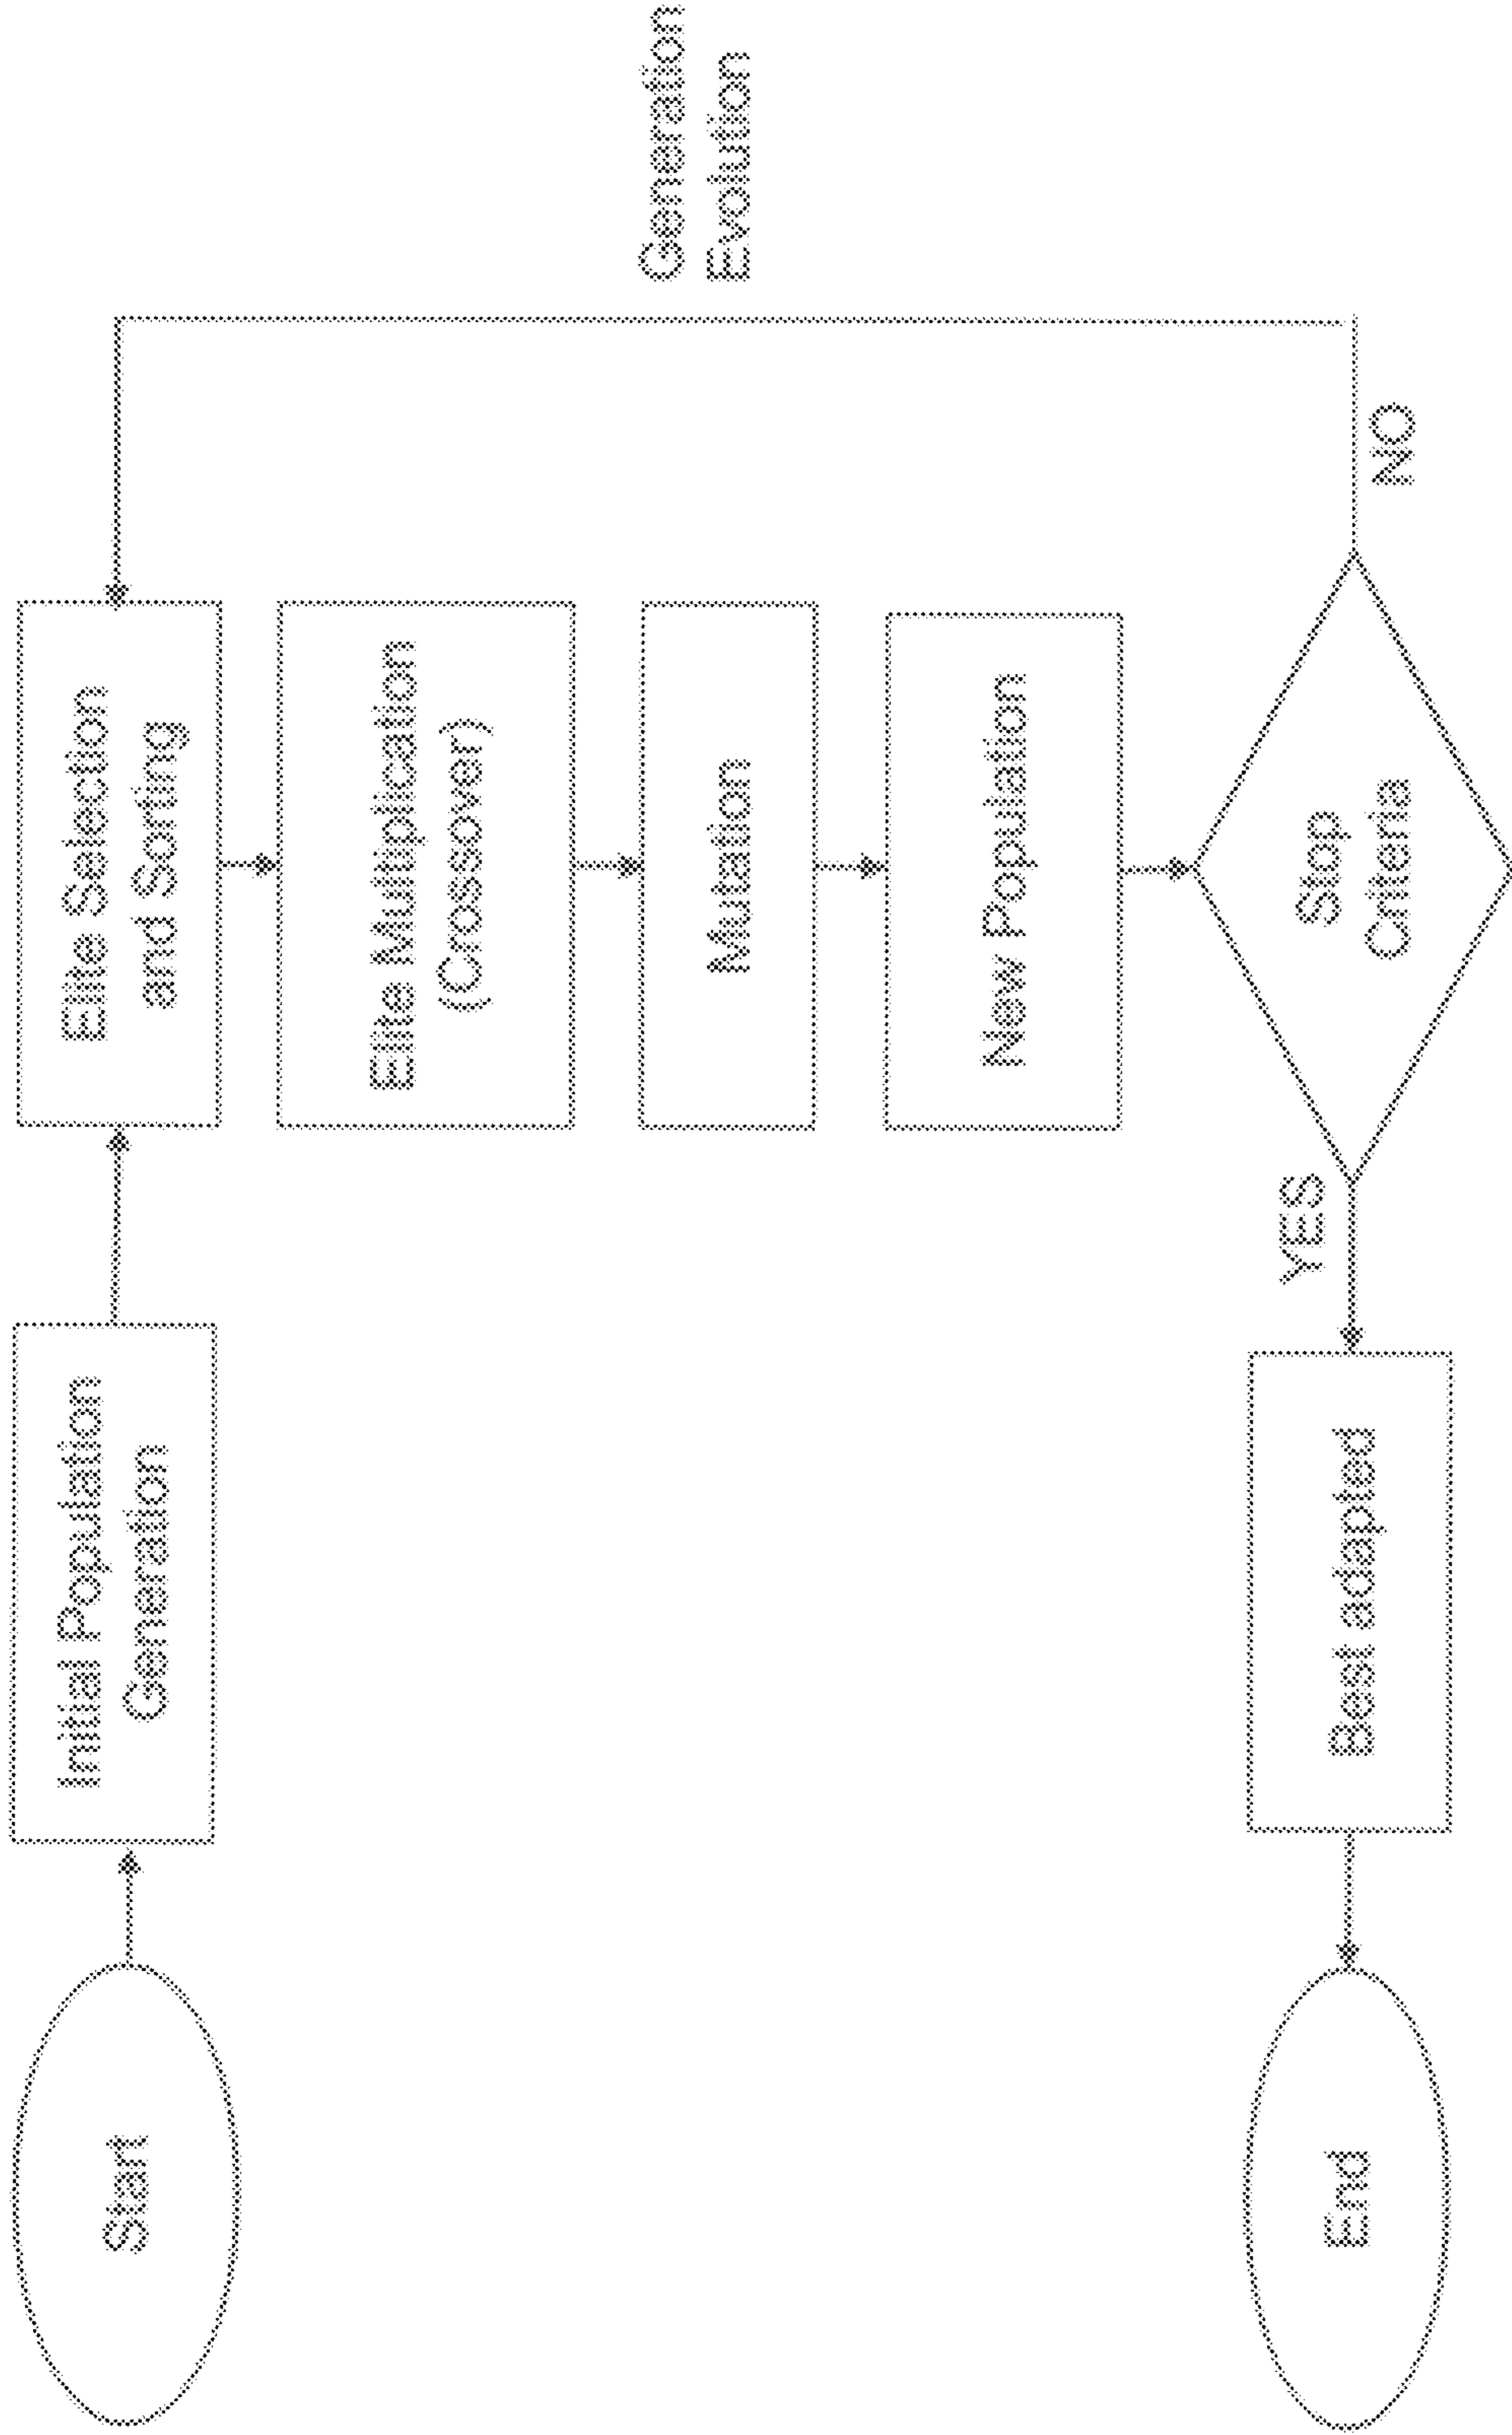 Start
Initial Population
Generation
Elite Selection
and Sorting
Elite Multiplication
(Crossover)
Mutation
New Population
Stop
Criteria
NO
Generation
Evolution
YES
Best adapted
End